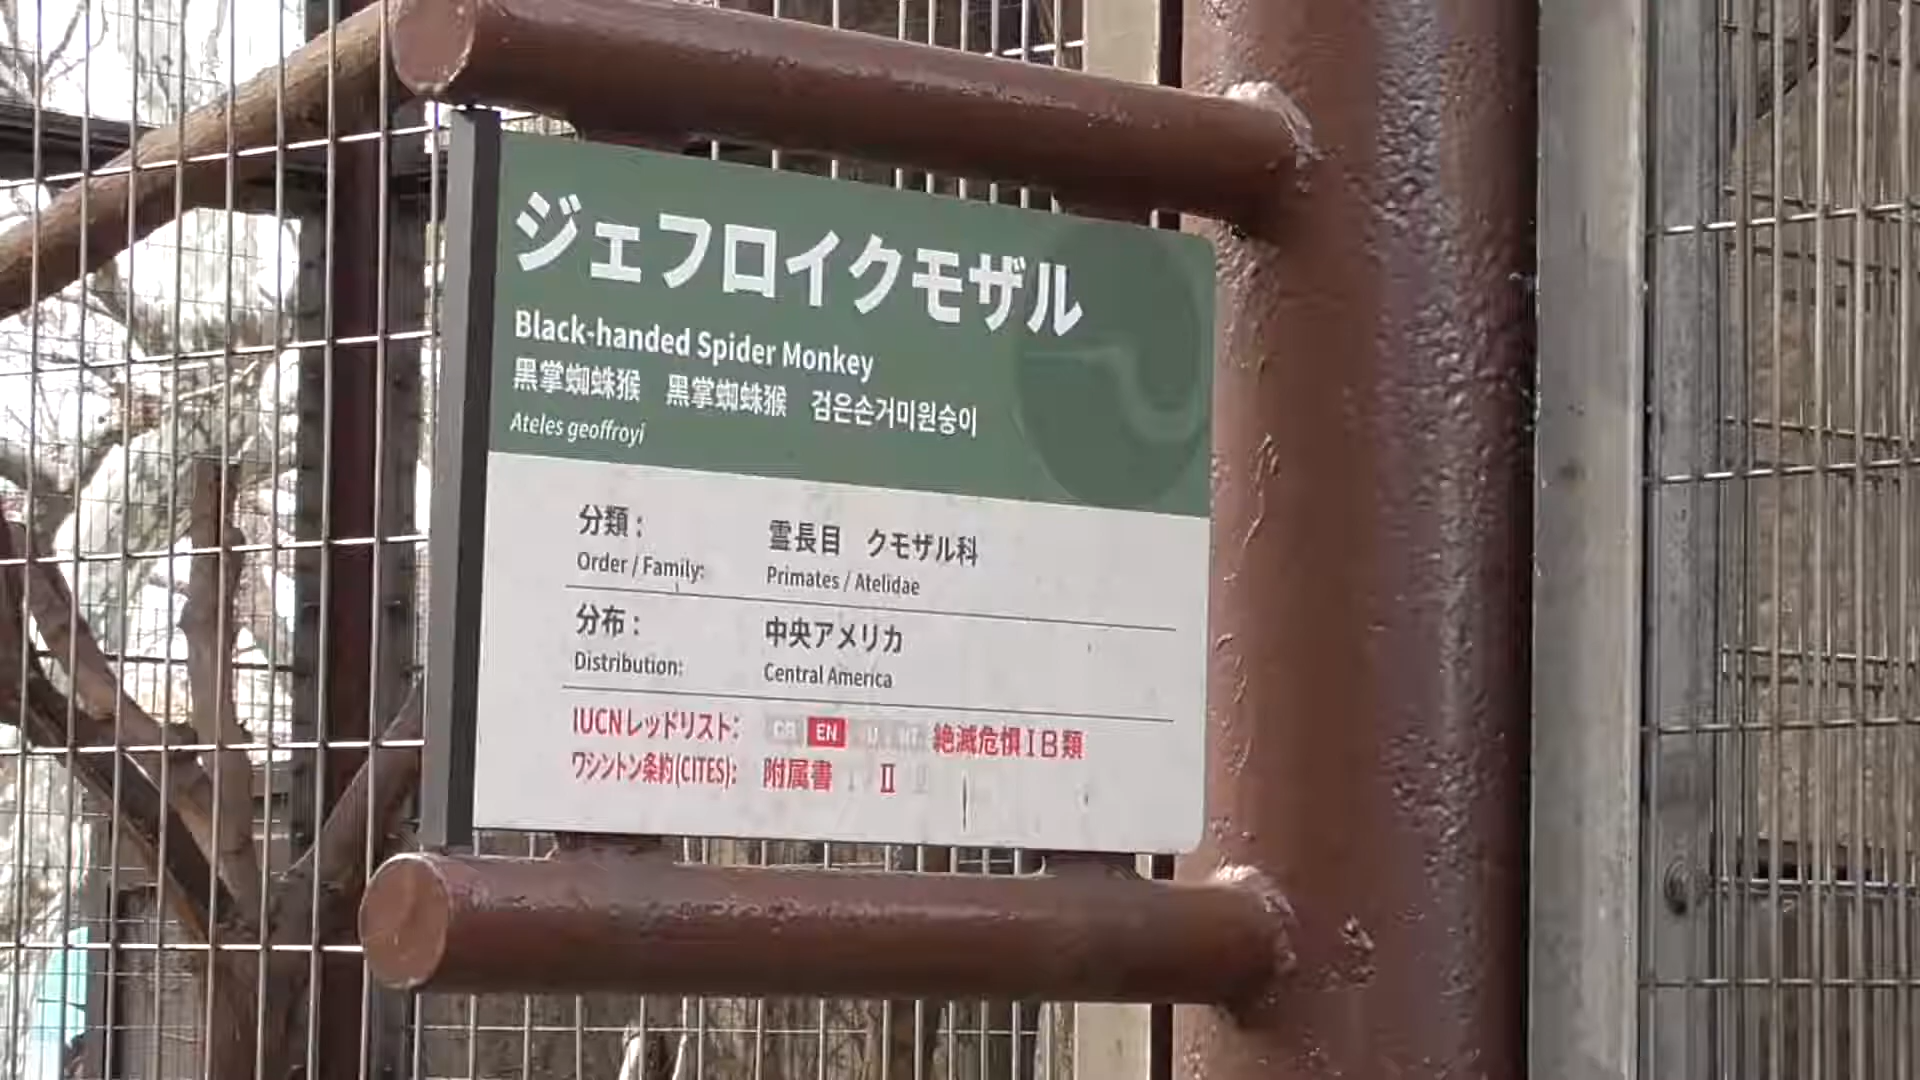 ジェフロイクモザル
Black-handed Spider Monkey
黑掌蜘蛛猴　黑掌蜘蛛猴　검은손거미원숭이
Ateles geoffroyi
分類：　霊長目　クモザル科
Order / Family:　Primates / Atelidae
分布：　中央アメリカ
Distribution:　Central America
IUCNレッドリスト：　CR EN 絶滅危惧ⅠB類
ワシントン条約(CITES)：　附属書 Ⅱ